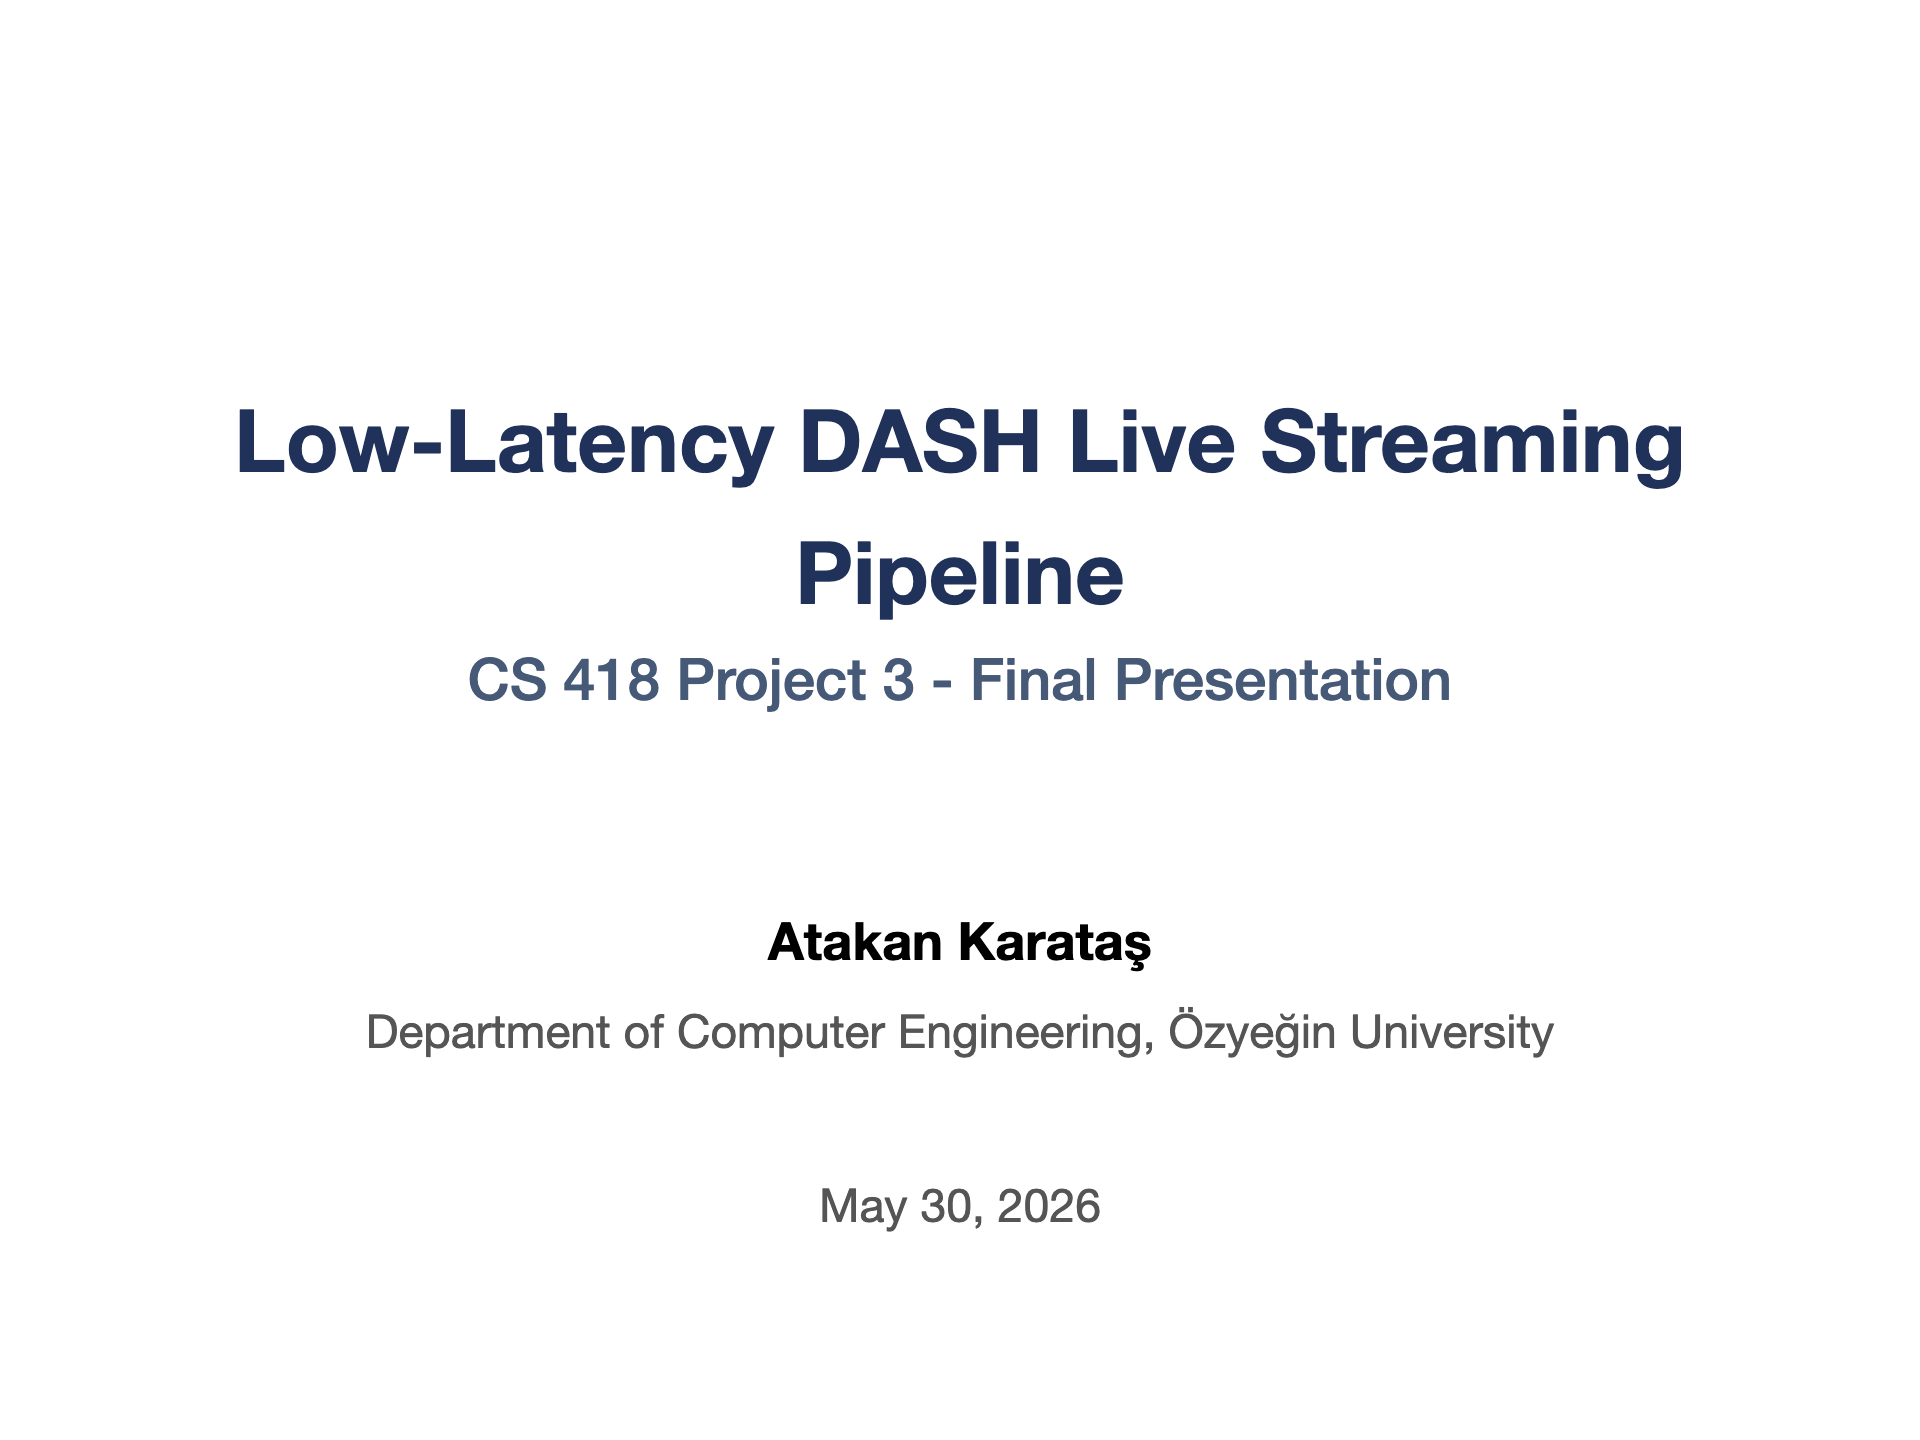 Low-Latency DASH Live Streaming
Pipeline
CS 418 Project 3 - Final Presentation
Atakan Karataş
Department of Computer Engineering, Özyeğin University
May 30, 2026